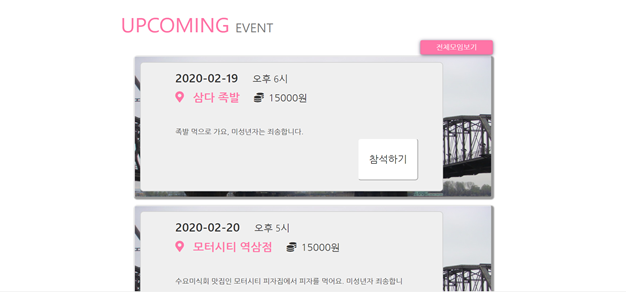 UPCOMING EVENT
전체모임보기
2020-02-19 오후 6시
삼다 족발 15000원
족발 먹으로 가요, 미성년자는 죄송합니다.
참석하기
2020-02-20 오후 5시
모터시티 역삼점 15000원
수요미식회 맛집인 모터시티 피자집에서 피자를 먹어요. 미성년자 죄송합니